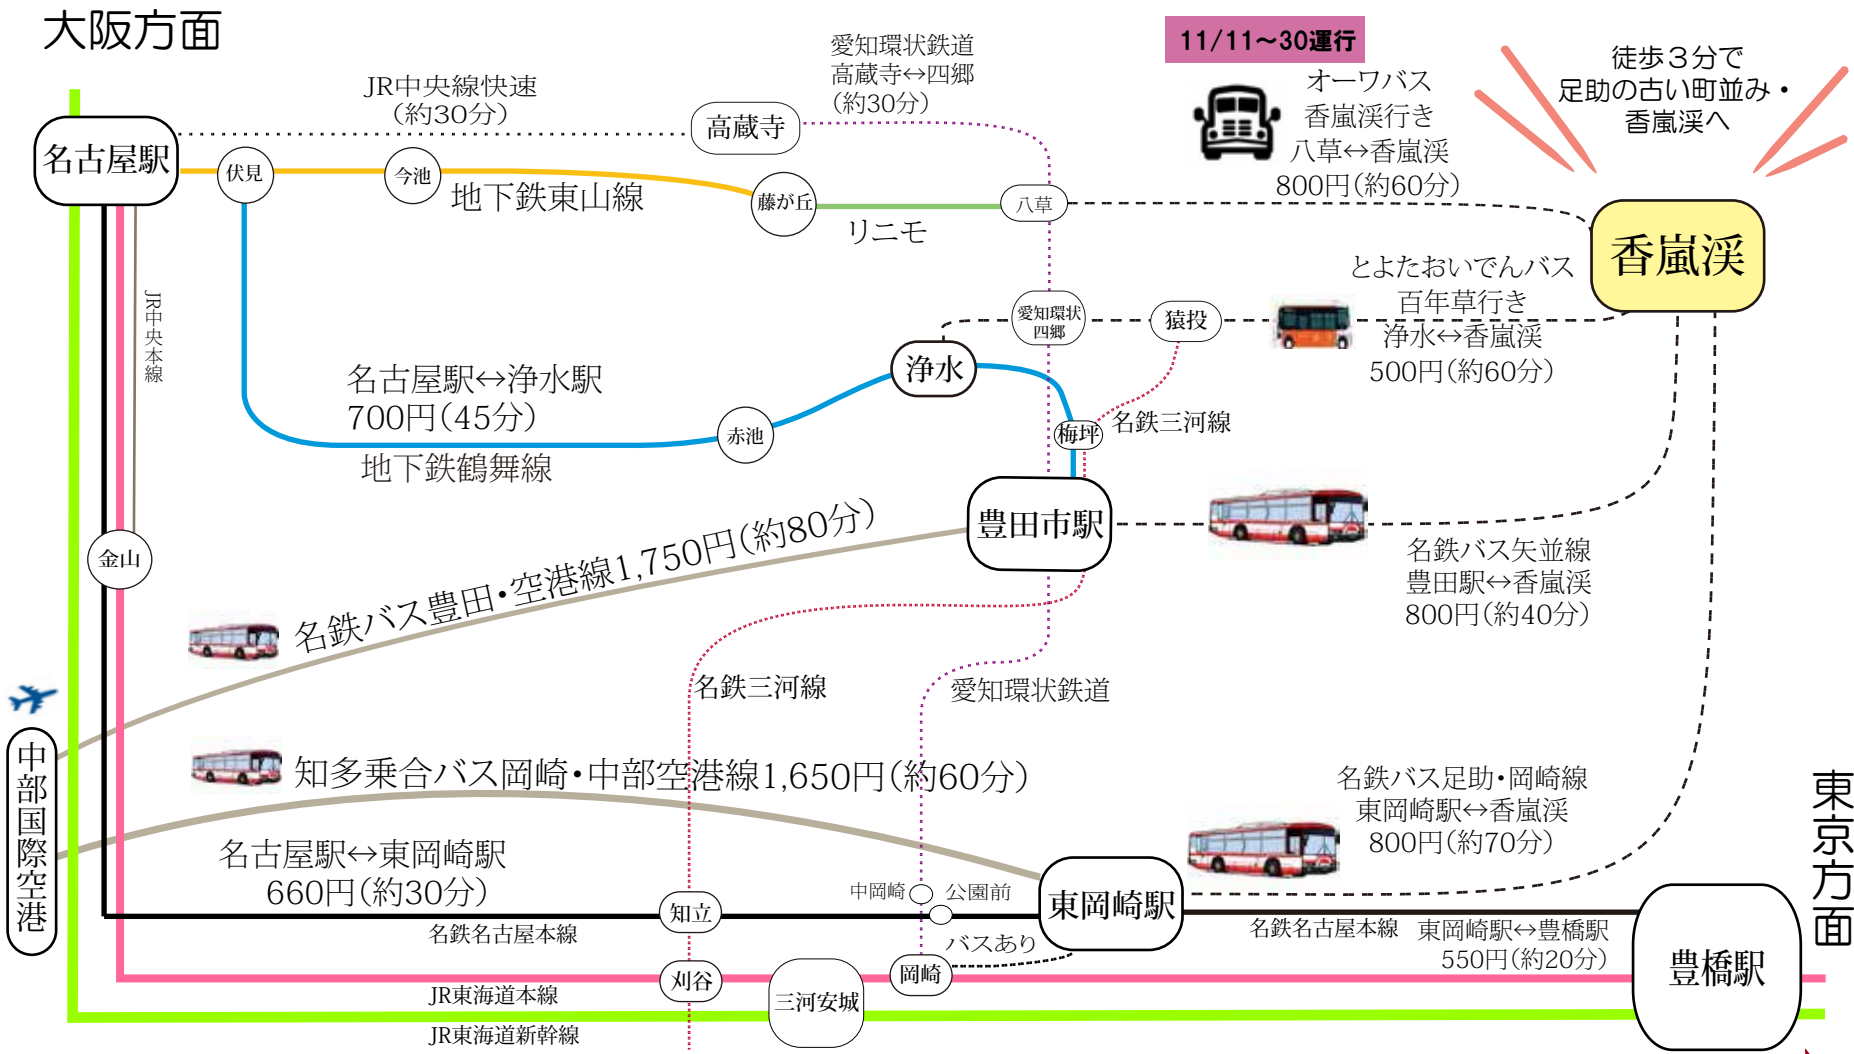 大阪方面
11/11～30運行
徒歩３分で
足助の古い町並み・
香嵐渓へ
愛知環状鉄道
高蔵寺↔四郷
(約30分)
JR中央線快速
(約30分)
オーワバス
香嵐渓行き
八草↔香嵐渓
800円(約60分)
高蔵寺
名古屋駅
伏見
今池
地下鉄東山線
藤が丘
リニモ
八草
香嵐渓
とよたおいでんバス
百年草行き
浄水↔香嵐渓
500円(約60分)
JR中央本線
愛知環状
四郷
猿投
浄水
名古屋駅↔浄水駅
700円(45分)
赤池
梅坪
名鉄三河線
地下鉄鶴舞線
豊田市駅
金山
名鉄バス豊田・空港線1,750円(約80分)
名鉄バス矢並線
豊田駅↔香嵐渓
800円(約40分)
名鉄三河線
愛知環状鉄道
中部国際空港
知多乗合バス岡崎・中部空港線1,650円(約60分)
名鉄バス足助・岡崎線
東岡崎駅↔香嵐渓
800円(約70分)
東京方面
名古屋駅↔東岡崎駅
660円(約30分)
中岡崎
公園前
東岡崎駅
知立
名鉄名古屋本線
バスあり
名鉄名古屋本線
東岡崎駅↔豊橋駅
550円(約20分)
豊橋駅
刈谷
岡崎
三河安城
JR東海道本線
JR東海道新幹線